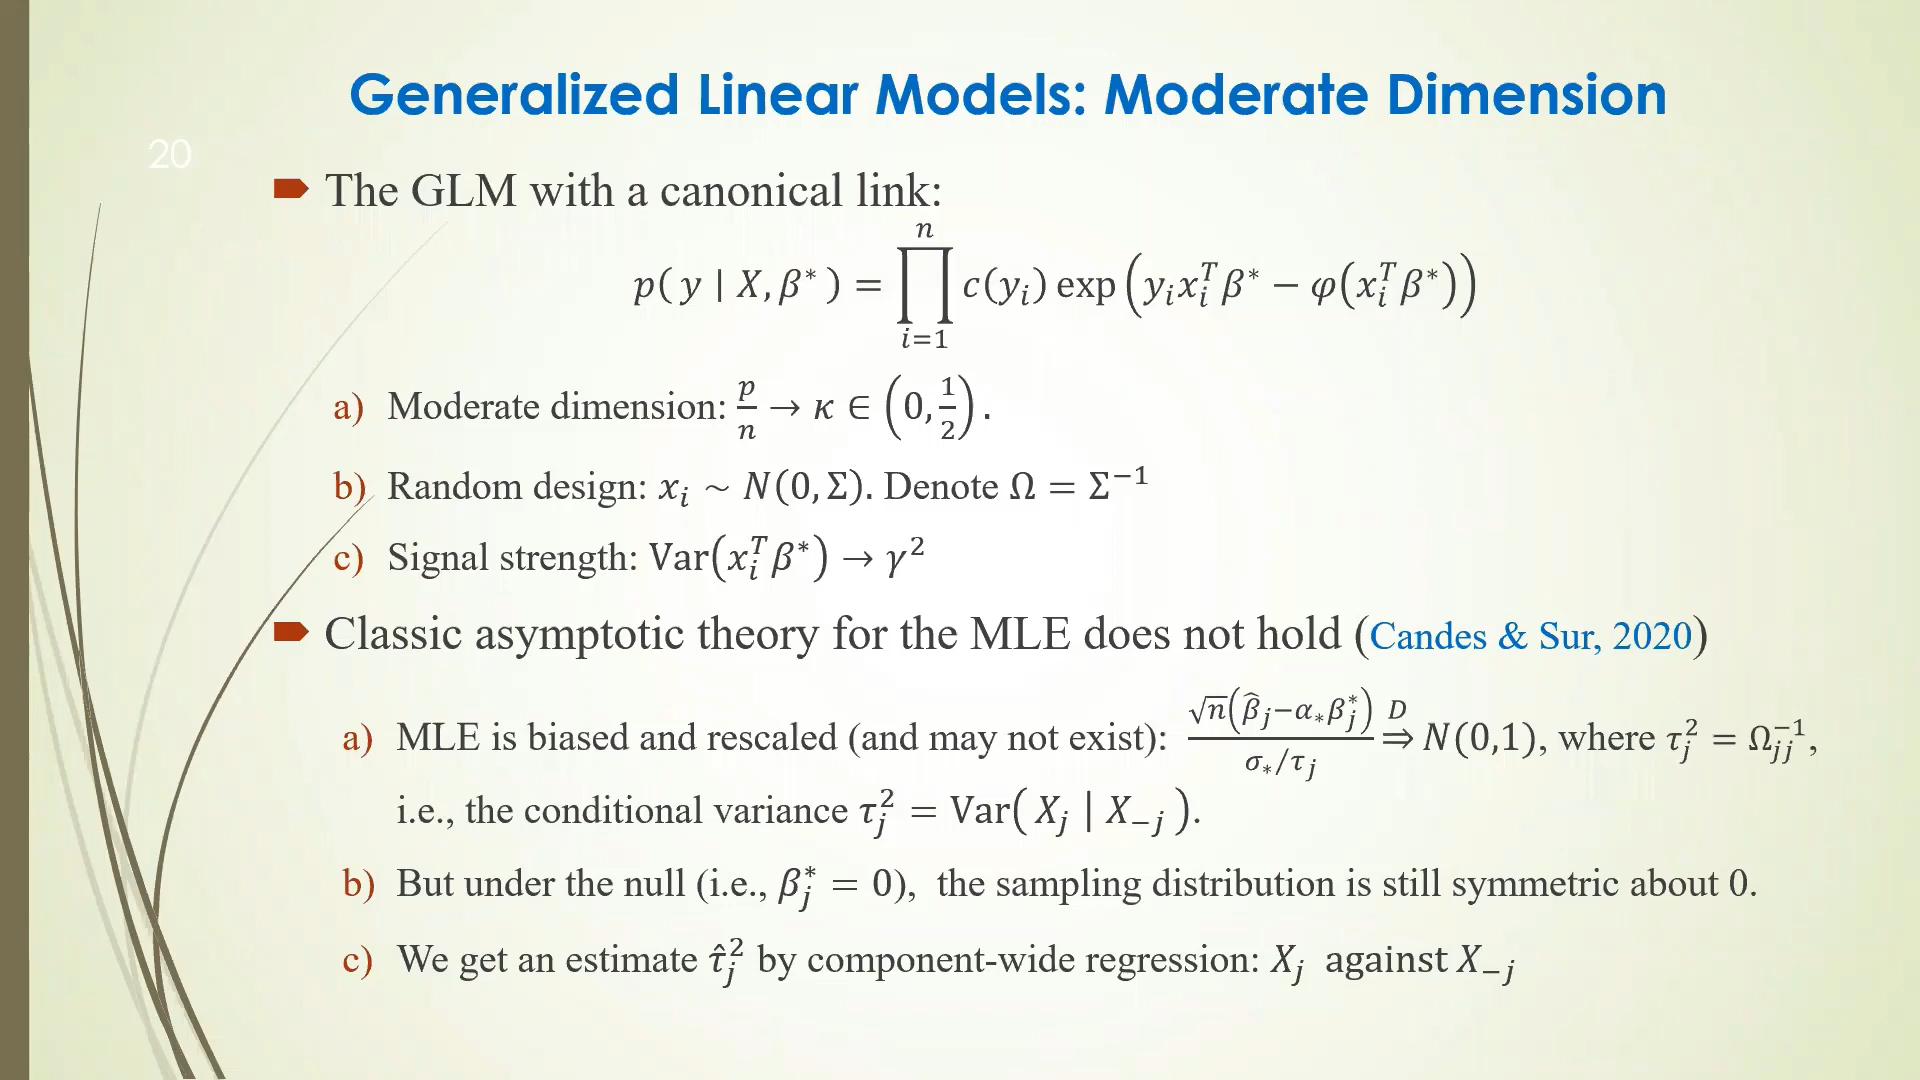 Generalized Linear Models: Moderate Dimension
20
The GLM with a canonical link:
p( y | X, β* ) = ∏_{i=1}^{n} c(y_i) exp (y_i x_i^T β* − φ(x_i^T β*))
a) Moderate dimension: p/n → κ ∈ (0, 1/2).
b) Random design: x_i ~ N(0, Σ). Denote Ω = Σ^{−1}
c) Signal strength: Var(x_i^T β*) → γ^2
Classic asymptotic theory for the MLE does not hold (Candes & Sur, 2020)
a) MLE is biased and rescaled (and may not exist): √n(β̂_j−α_*β_j^*) / (σ_*/τ_j) ⇒^D N(0,1), where τ_j^2 = Ω_{jj}^{−1},
i.e., the conditional variance τ_j^2 = Var( X_j | X_{−j} ).
b) But under the null (i.e., β_j^* = 0), the sampling distribution is still symmetric about 0.
c) We get an estimate τ̂_j^2 by component-wide regression: X_j against X_{−j}